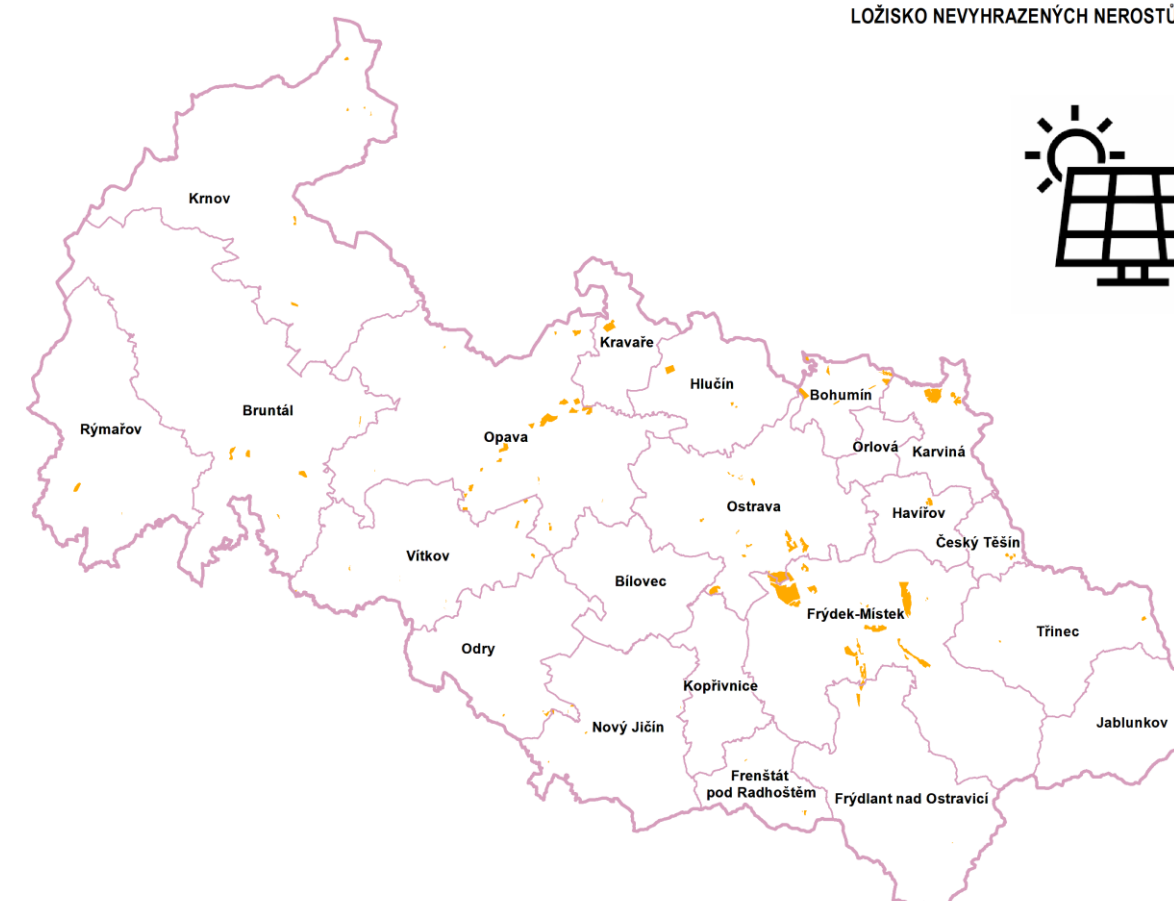 LOŽISKO NEVYHRAZENÝCH NEROSTŮ
Krnov
Kravaře
Hlučín
Bohumín
Bruntál
Rýmařov
Opava
Orlová
Karviná
Ostrava
Havířov
Český Těšín
Vítkov
Bílovec
Frýdek-Místek
Třinec
Odry
Kopřivnice
Nový Jičín
Jablunkov
Frenštát
pod Radhoštěm
Frýdlant nad Ostravicí